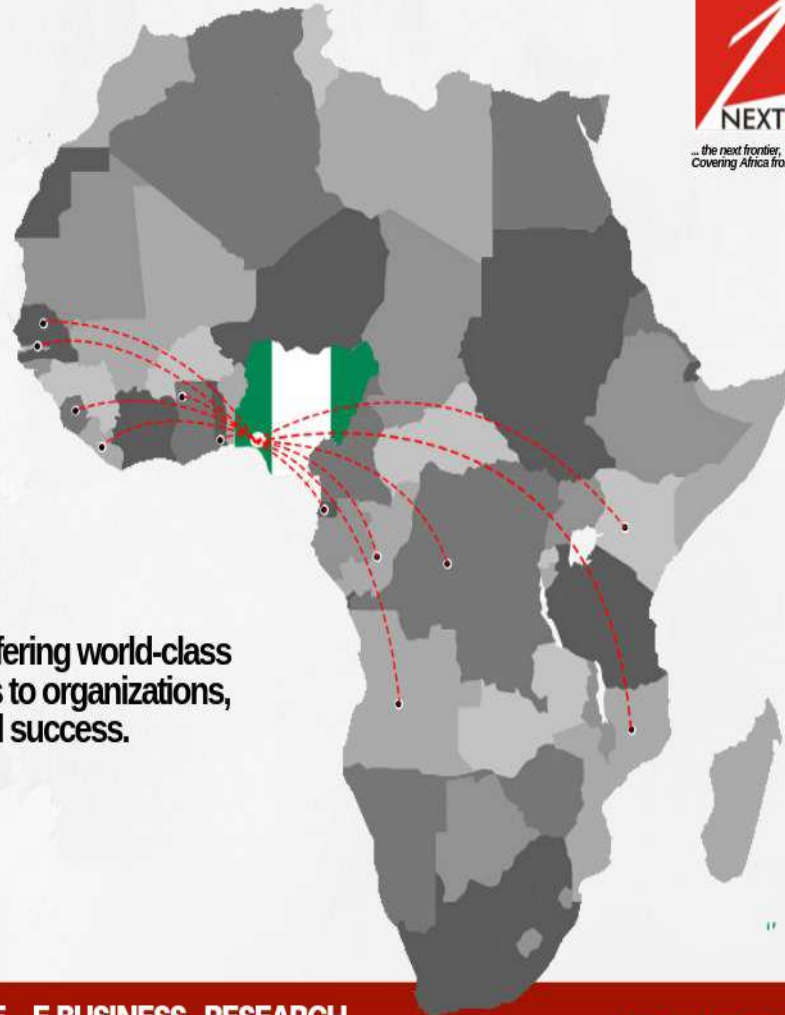 NEXT
... the next frontier,
Covering Africa fro
fering world-class
s to organizations,
l success.
E-BUSINESS RESEARCH